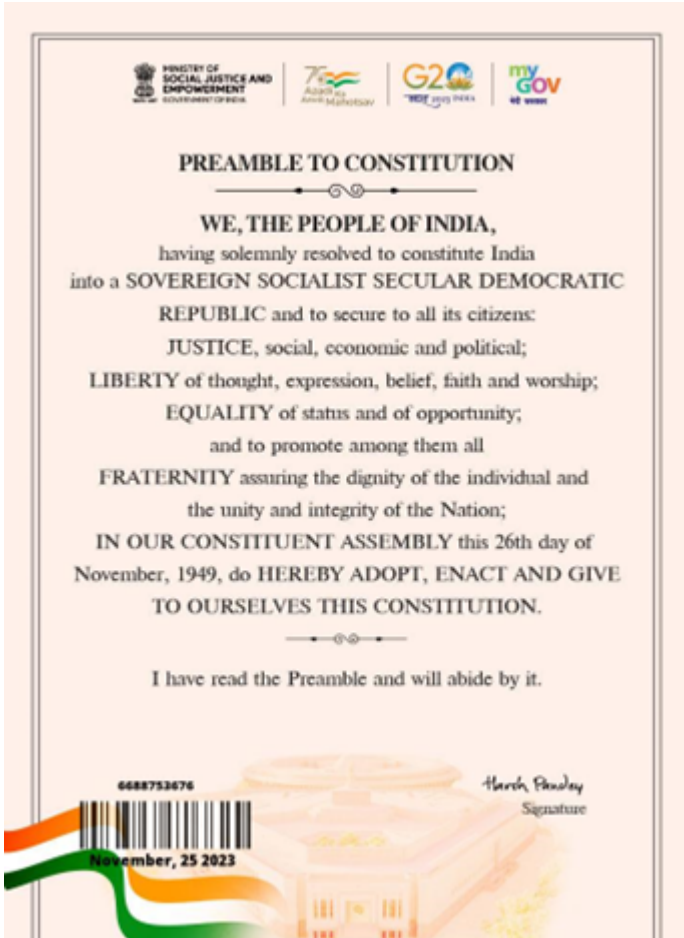 MINISTRY OF
SOCIAL JUSTICE AND
EMPOWERMENT
GOVERNMENT OF INDIA
Azadi Ka
Amrit Mahotsav
G20
भारत 2023 INDIA
my
GOV
मेरी सरकार
PREAMBLE TO CONSTITUTION
WE, THE PEOPLE OF INDIA,
having solemnly resolved to constitute India
into a SOVEREIGN SOCIALIST SECULAR DEMOCRATIC
REPUBLIC and to secure to all its citizens:
JUSTICE, social, economic and political;
LIBERTY of thought, expression, belief, faith and worship;
EQUALITY of status and of opportunity;
and to promote among them all
FRATERNITY assuring the dignity of the individual and
the unity and integrity of the Nation;
IN OUR CONSTITUENT ASSEMBLY this 26th day of
November, 1949, do HEREBY ADOPT, ENACT AND GIVE
TO OURSELVES THIS CONSTITUTION.
I have read the Preamble and will abide by it.
6688753676
November, 25 2023
Harsh Pandey
Signature